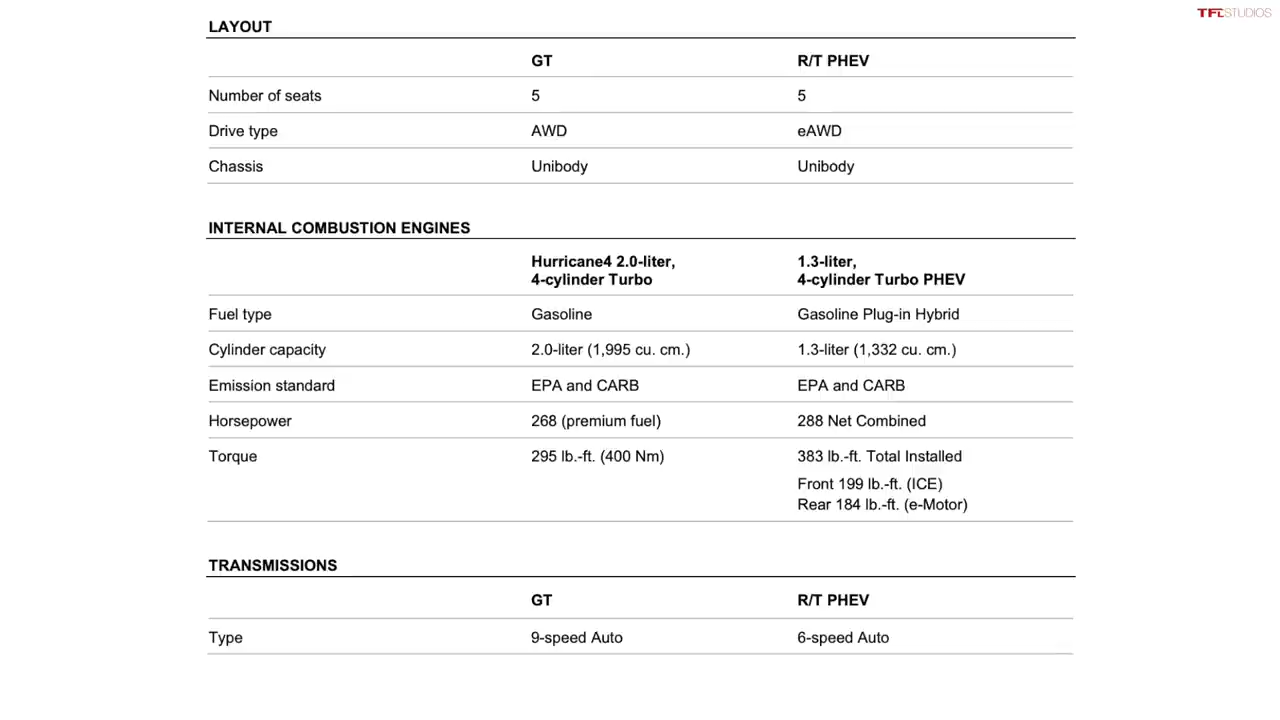 TFLSTUDIOS
LAYOUT
GT R/T PHEV
Number of seats 5 5
Drive type AWD eAWD
Chassis Unibody Unibody
INTERNAL COMBUSTION ENGINES
Hurricane4 2.0-liter, 1.3-liter,
4-cylinder Turbo 4-cylinder Turbo PHEV
Fuel type Gasoline Gasoline Plug-in Hybrid
Cylinder capacity 2.0-liter (1,995 cu. cm.) 1.3-liter (1,332 cu. cm.)
Emission standard EPA and CARB EPA and CARB
Horsepower 268 (premium fuel) 288 Net Combined
Torque 295 lb.-ft. (400 Nm) 383 lb.-ft. Total Installed
Front 199 lb.-ft. (ICE)
Rear 184 lb.-ft. (e-Motor)
TRANSMISSIONS
GT R/T PHEV
Type 9-speed Auto 6-speed Auto